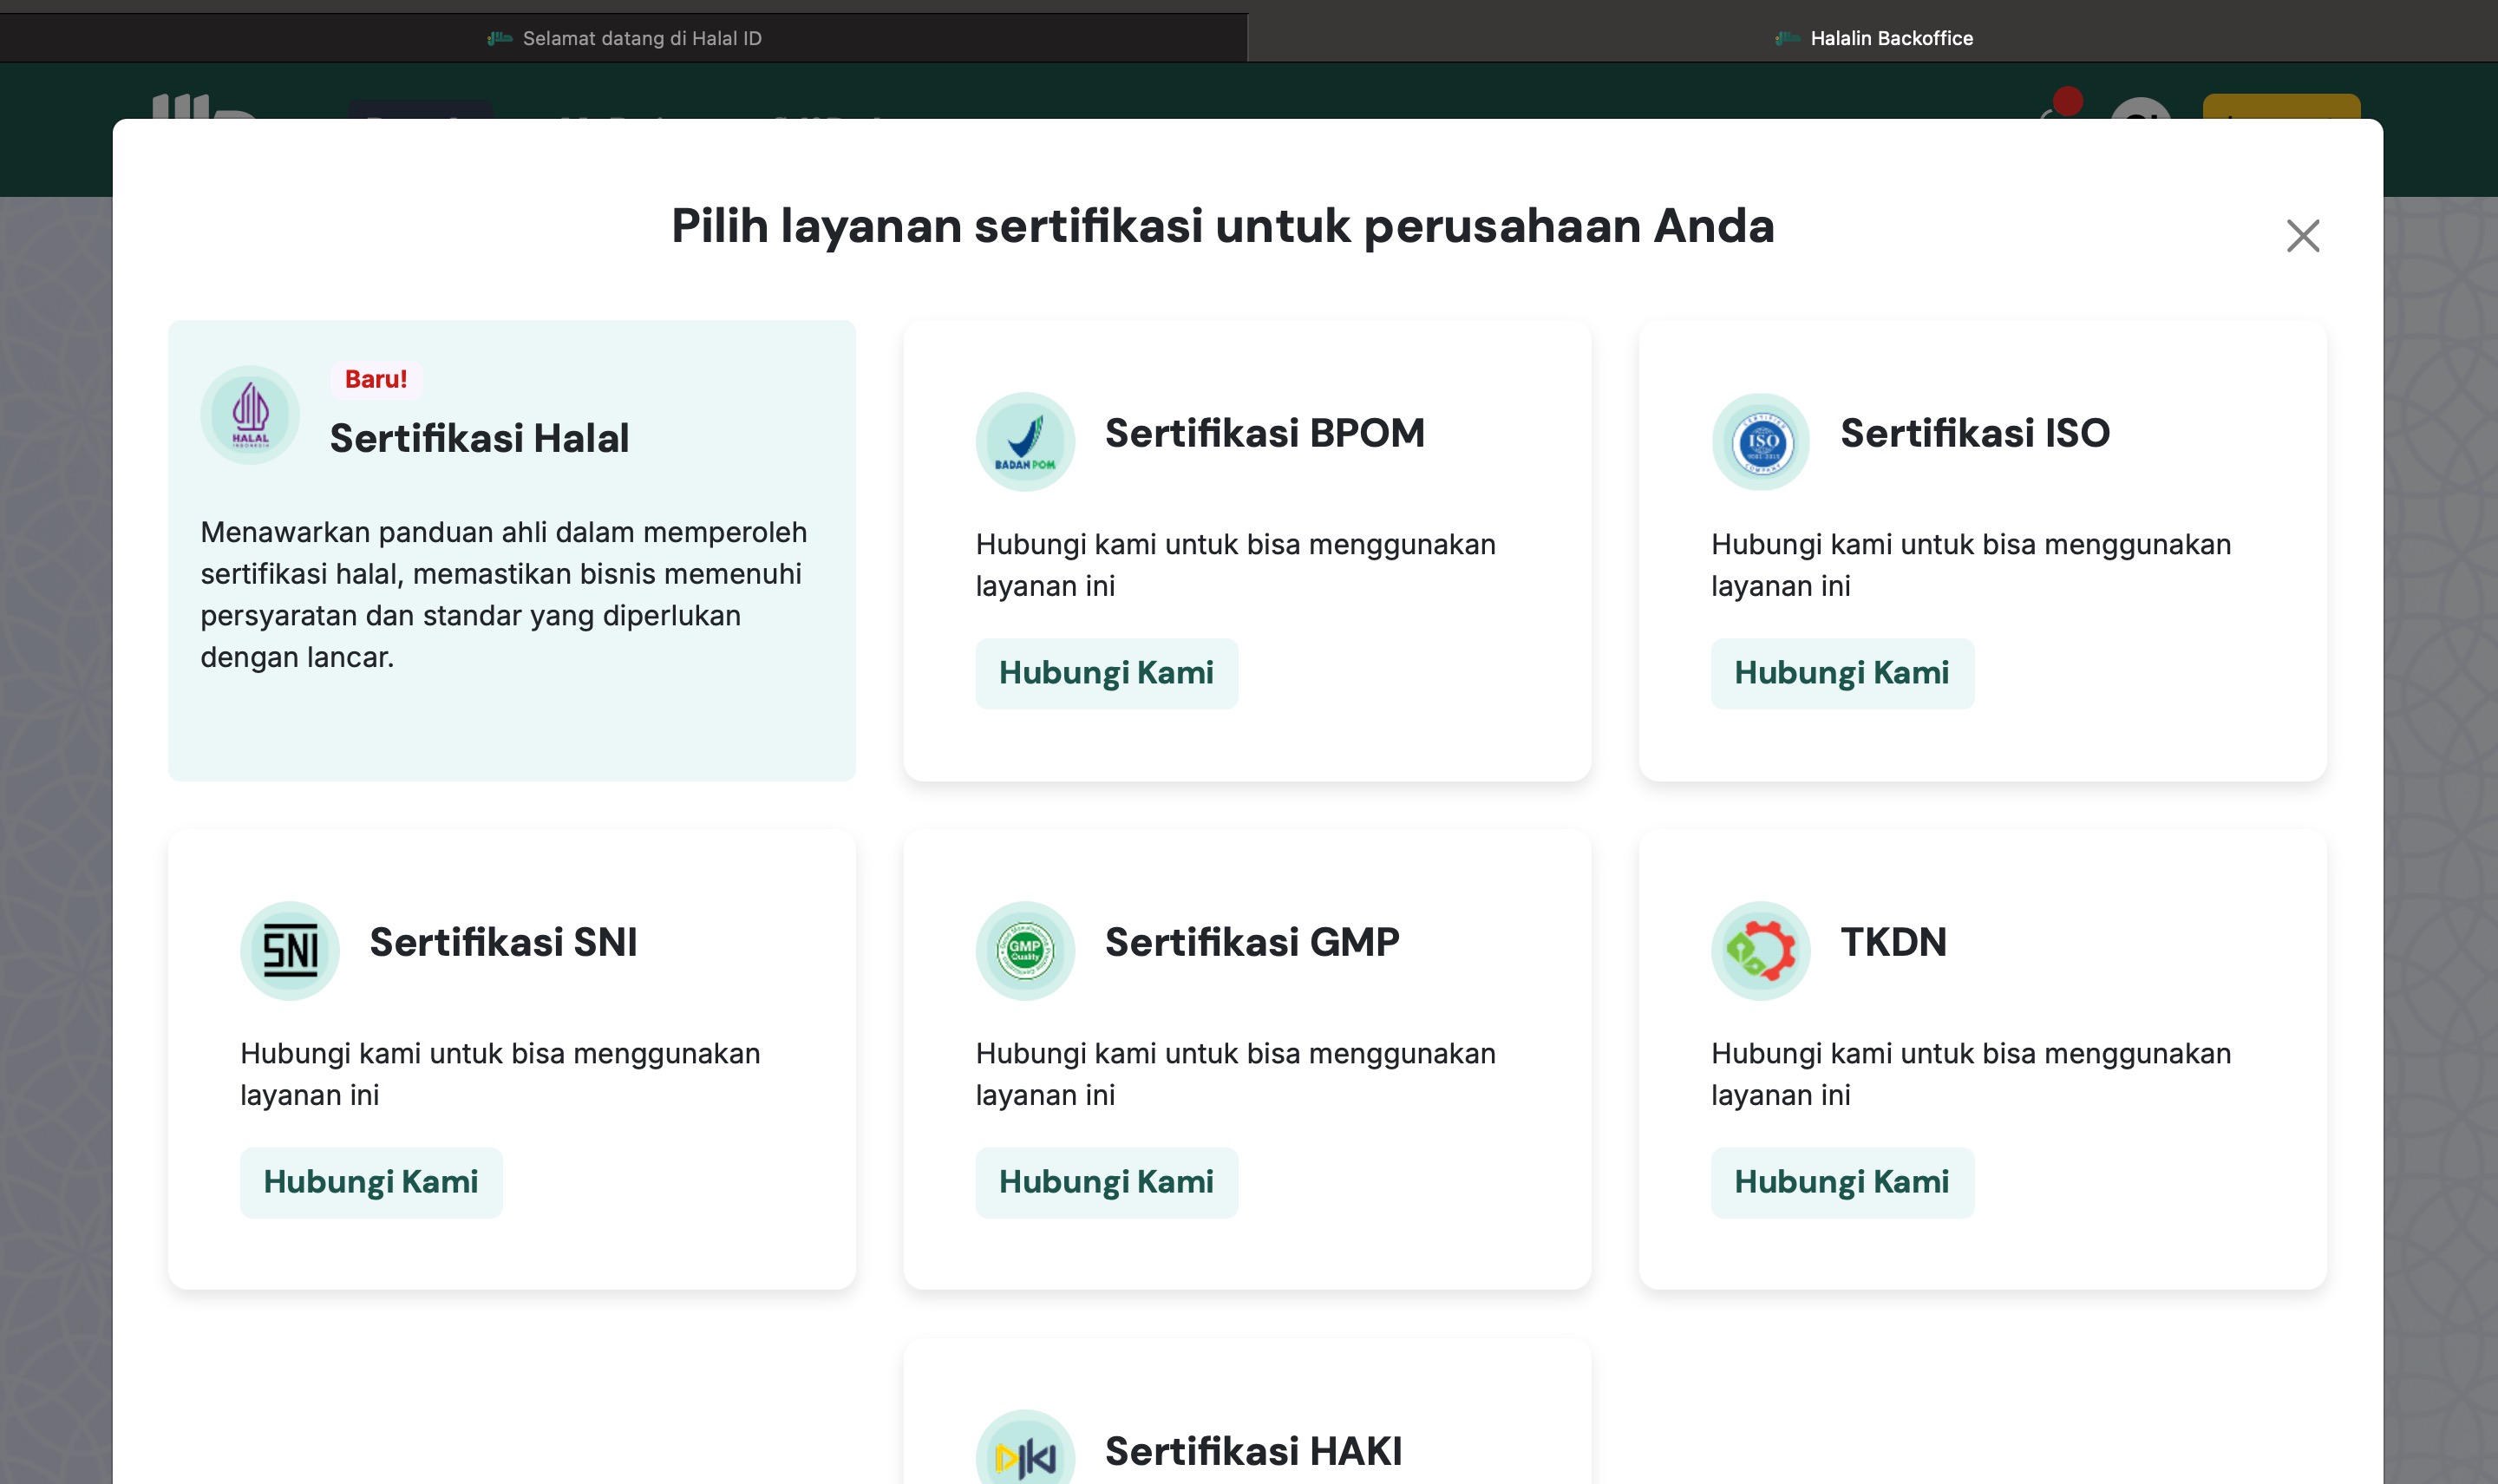 Selamat datang di Halal ID
Halalin Backoffice
Pilih layanan sertifikasi untuk perusahaan Anda
Baru!
HALAL
INDONESIA
Sertifikasi Halal
Menawarkan panduan ahli dalam memperoleh
sertifikasi halal, memastikan bisnis memenuhi
persyaratan dan standar yang diperlukan
dengan lancar.
BADAN POM
Sertifikasi BPOM
Hubungi kami untuk bisa menggunakan
layanan ini
Hubungi Kami
CERTIFIED
ISO
9001:2015
COMPANY
Sertifikasi ISO
Hubungi kami untuk bisa menggunakan
layanan ini
Hubungi Kami
SNI
Sertifikasi SNI
Hubungi kami untuk bisa menggunakan
layanan ini
Hubungi Kami
GMP
Quality
Sertifikasi GMP
Hubungi kami untuk bisa menggunakan
layanan ini
Hubungi Kami
TKDN
Hubungi kami untuk bisa menggunakan
layanan ini
Hubungi Kami
Sertifikasi HAKI